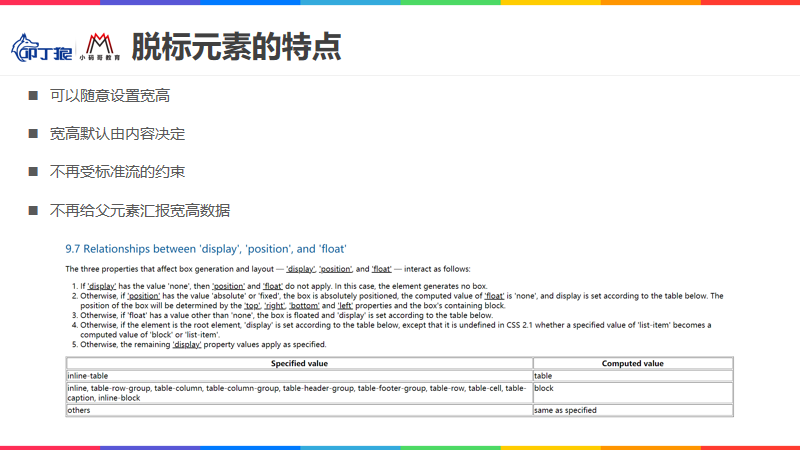 叩丁狼
小码哥教育
脱标元素的特点
可以随意设置宽高
宽高默认由内容决定
不再受标准流的约束
不再给父元素汇报宽高数据
9.7 Relationships between 'display', 'position', and 'float'
The three properties that affect box generation and layout — 'display', 'position', and 'float' — interact as follows:
1. If 'display' has the value 'none', then 'position' and 'float' do not apply. In this case, the element generates no box.
2. Otherwise, if 'position' has the value 'absolute' or 'fixed', the box is absolutely positioned, the computed value of 'float' is 'none', and display is set according to the table below. The
position of the box will be determined by the 'top', 'right', 'bottom' and 'left' properties and the box's containing block.
3. Otherwise, if 'float' has a value other than 'none', the box is floated and 'display' is set according to the table below.
4. Otherwise, if the element is the root element, 'display' is set according to the table below, except that it is undefined in CSS 2.1 whether a specified value of 'list-item' becomes a
computed value of 'block' or 'list-item'.
5. Otherwise, the remaining 'display' property values apply as specified.
Specified value Computed value
inline-table table
inline, table-row-group, table-column, table-column-group, table-header-group, table-footer-group, table-row, table-cell, table- block
caption, inline-block
others same as specified